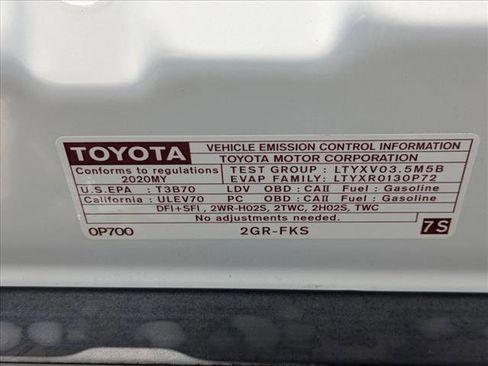 TOYOTA VEHICLE EMISSION CONTROL INFORMATION
TOYOTA MOTOR CORPORATION
Conforms to regulations TEST GROUP : LTYXV03.5M5B
2020MY EVAP FAMILY: LTYXR0130P72
U.S.EPA : T3B70 LDV OBD : CAII Fuel : Gasoline
California : ULEV70 PC OBD : CAII Fuel : Gasoline
DFI+SFI, 2WR-HO2S, 2TWC, 2HO2S, TWC
No adjustments needed.
0P700 2GR-FKS 7S